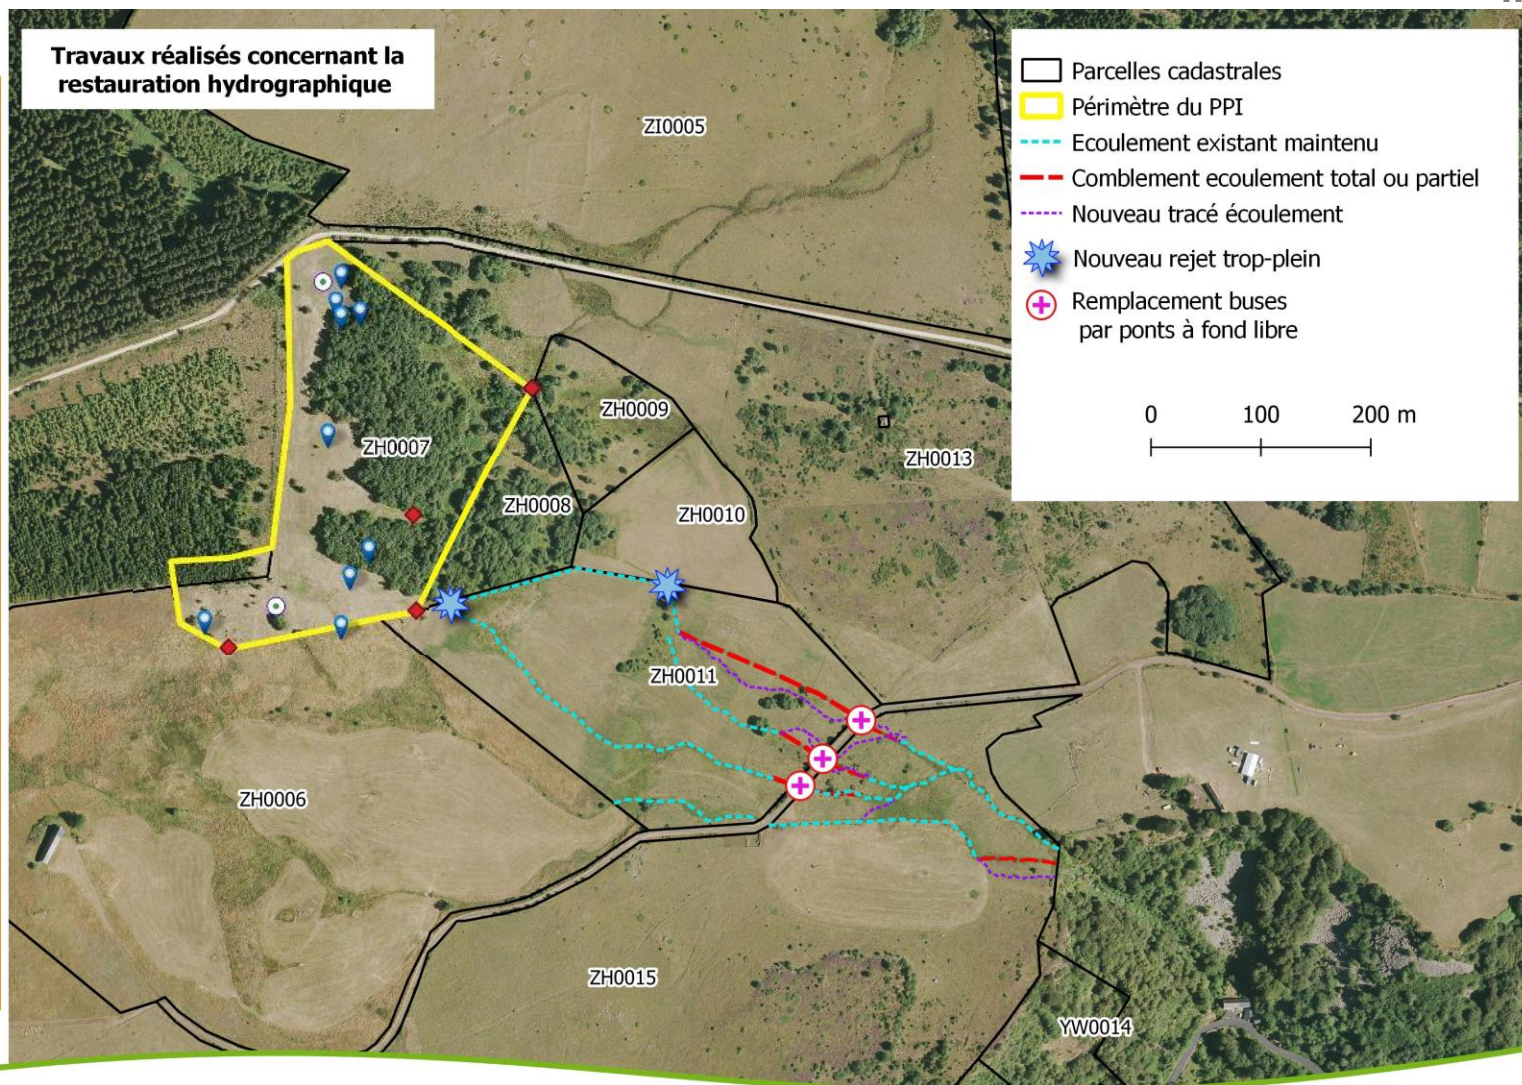 Travaux réalisés concernant la
restauration hydrographique
Parcelles cadastrales
Périmètre du PPI
Ecoulement existant maintenu
Comblement ecoulement total ou partiel
Nouveau tracé écoulement
Nouveau rejet trop-plein
Remplacement buses
par ponts à fond libre
0 100 200 m
ZI0005
ZH0009
ZH0007
ZH0013
ZH0008
ZH0010
ZH0011
ZH0006
ZH0015
YW0014